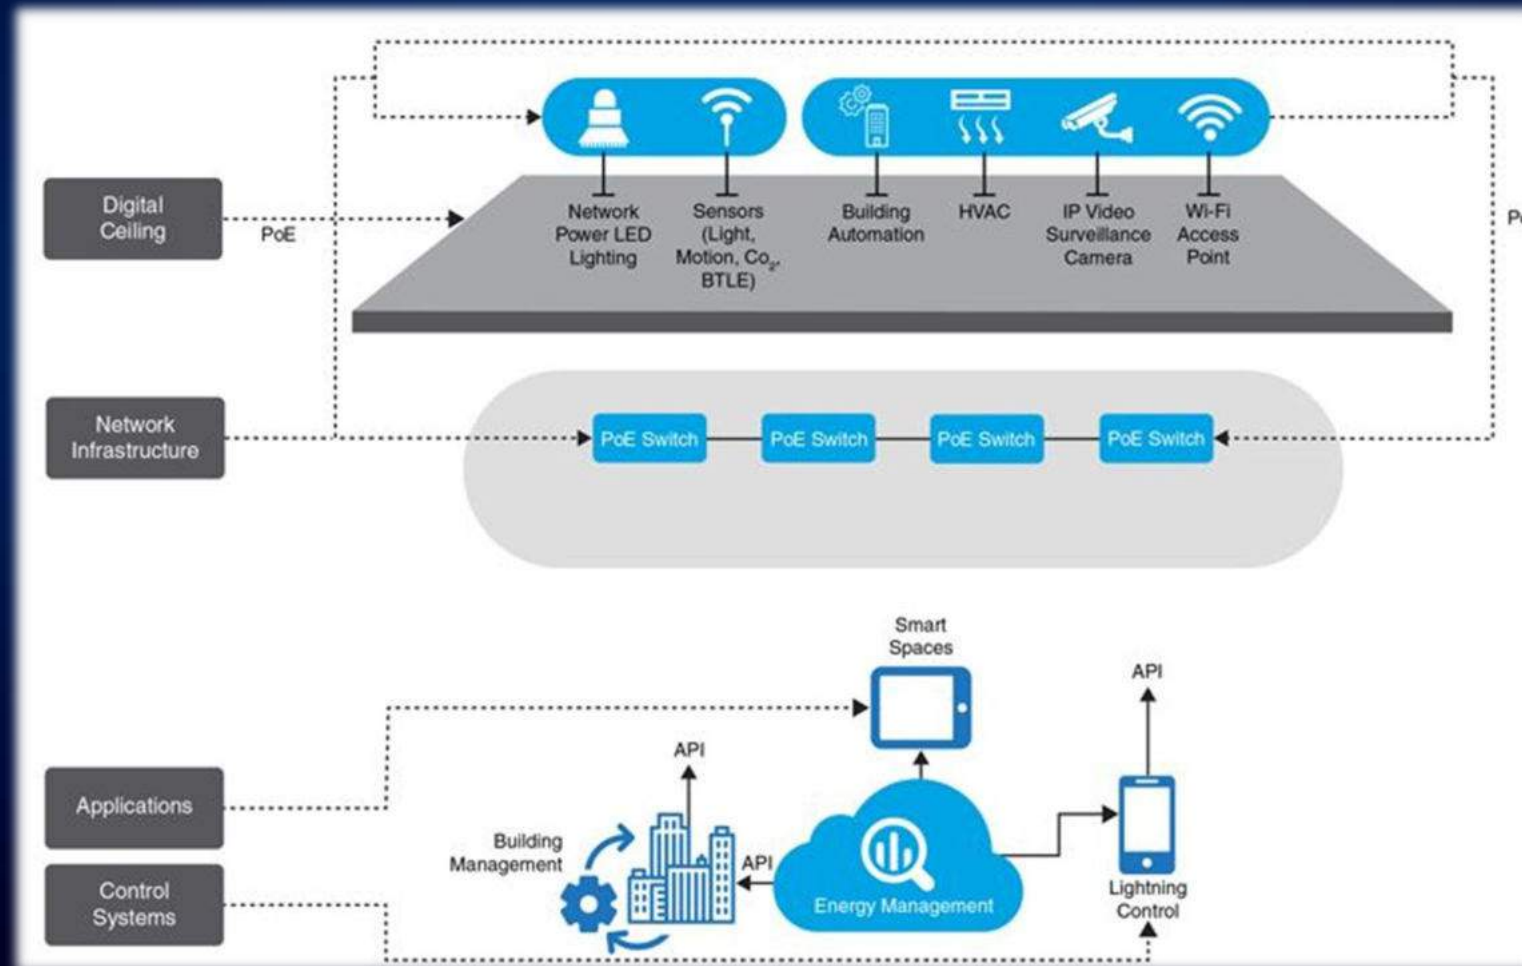 Digital
Ceiling
PoE
Network
Power LED
Lighting
Sensors
(Light,
Motion, Co₂,
BTLE)
Building
Automation
HVAC
IP Video
Surveillance
Camera
Wi-Fi
Access
Point
Network
Infrastructure
PoE Switch
PoE Switch
PoE Switch
PoE Switch
Smart
Spaces
API
API
Applications
Building
Management
API
Energy Management
Control
Systems
Lightning
Control